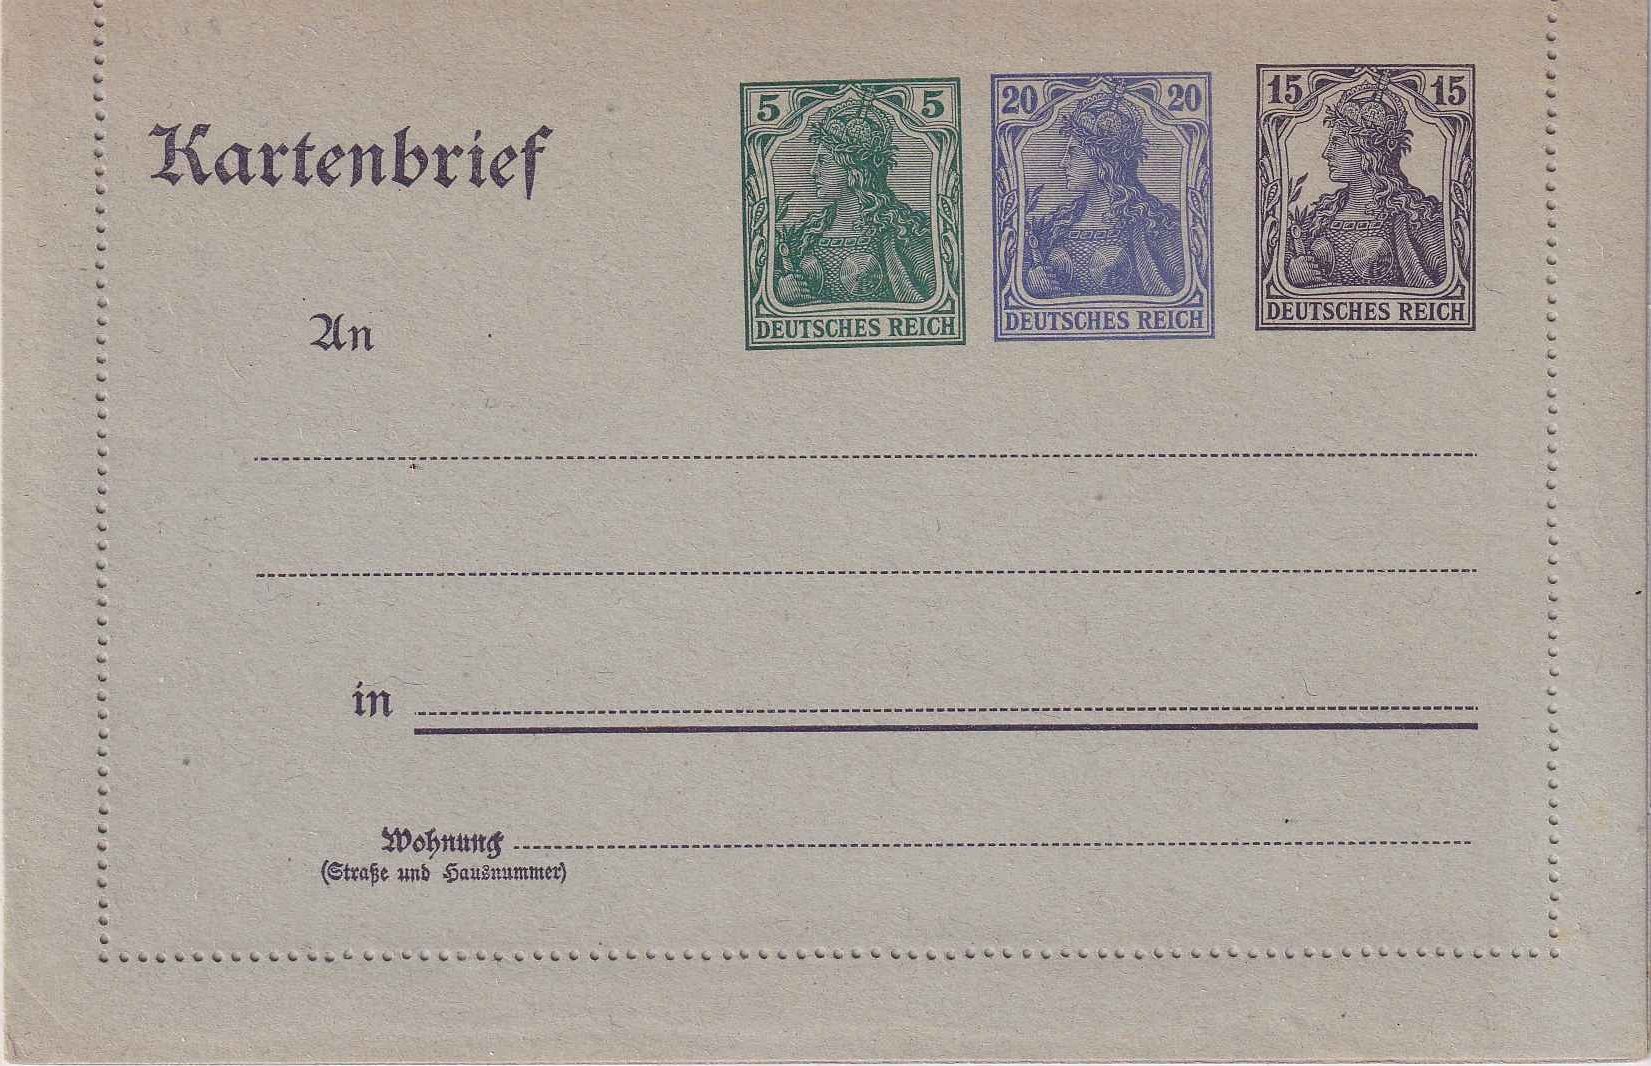 Kartenbrief
5 5
DEUTSCHES REICH
20 20
DEUTSCHES REICH
15 15
DEUTSCHES REICH
An
in
Wohnung
(Straße und Hausnummer)